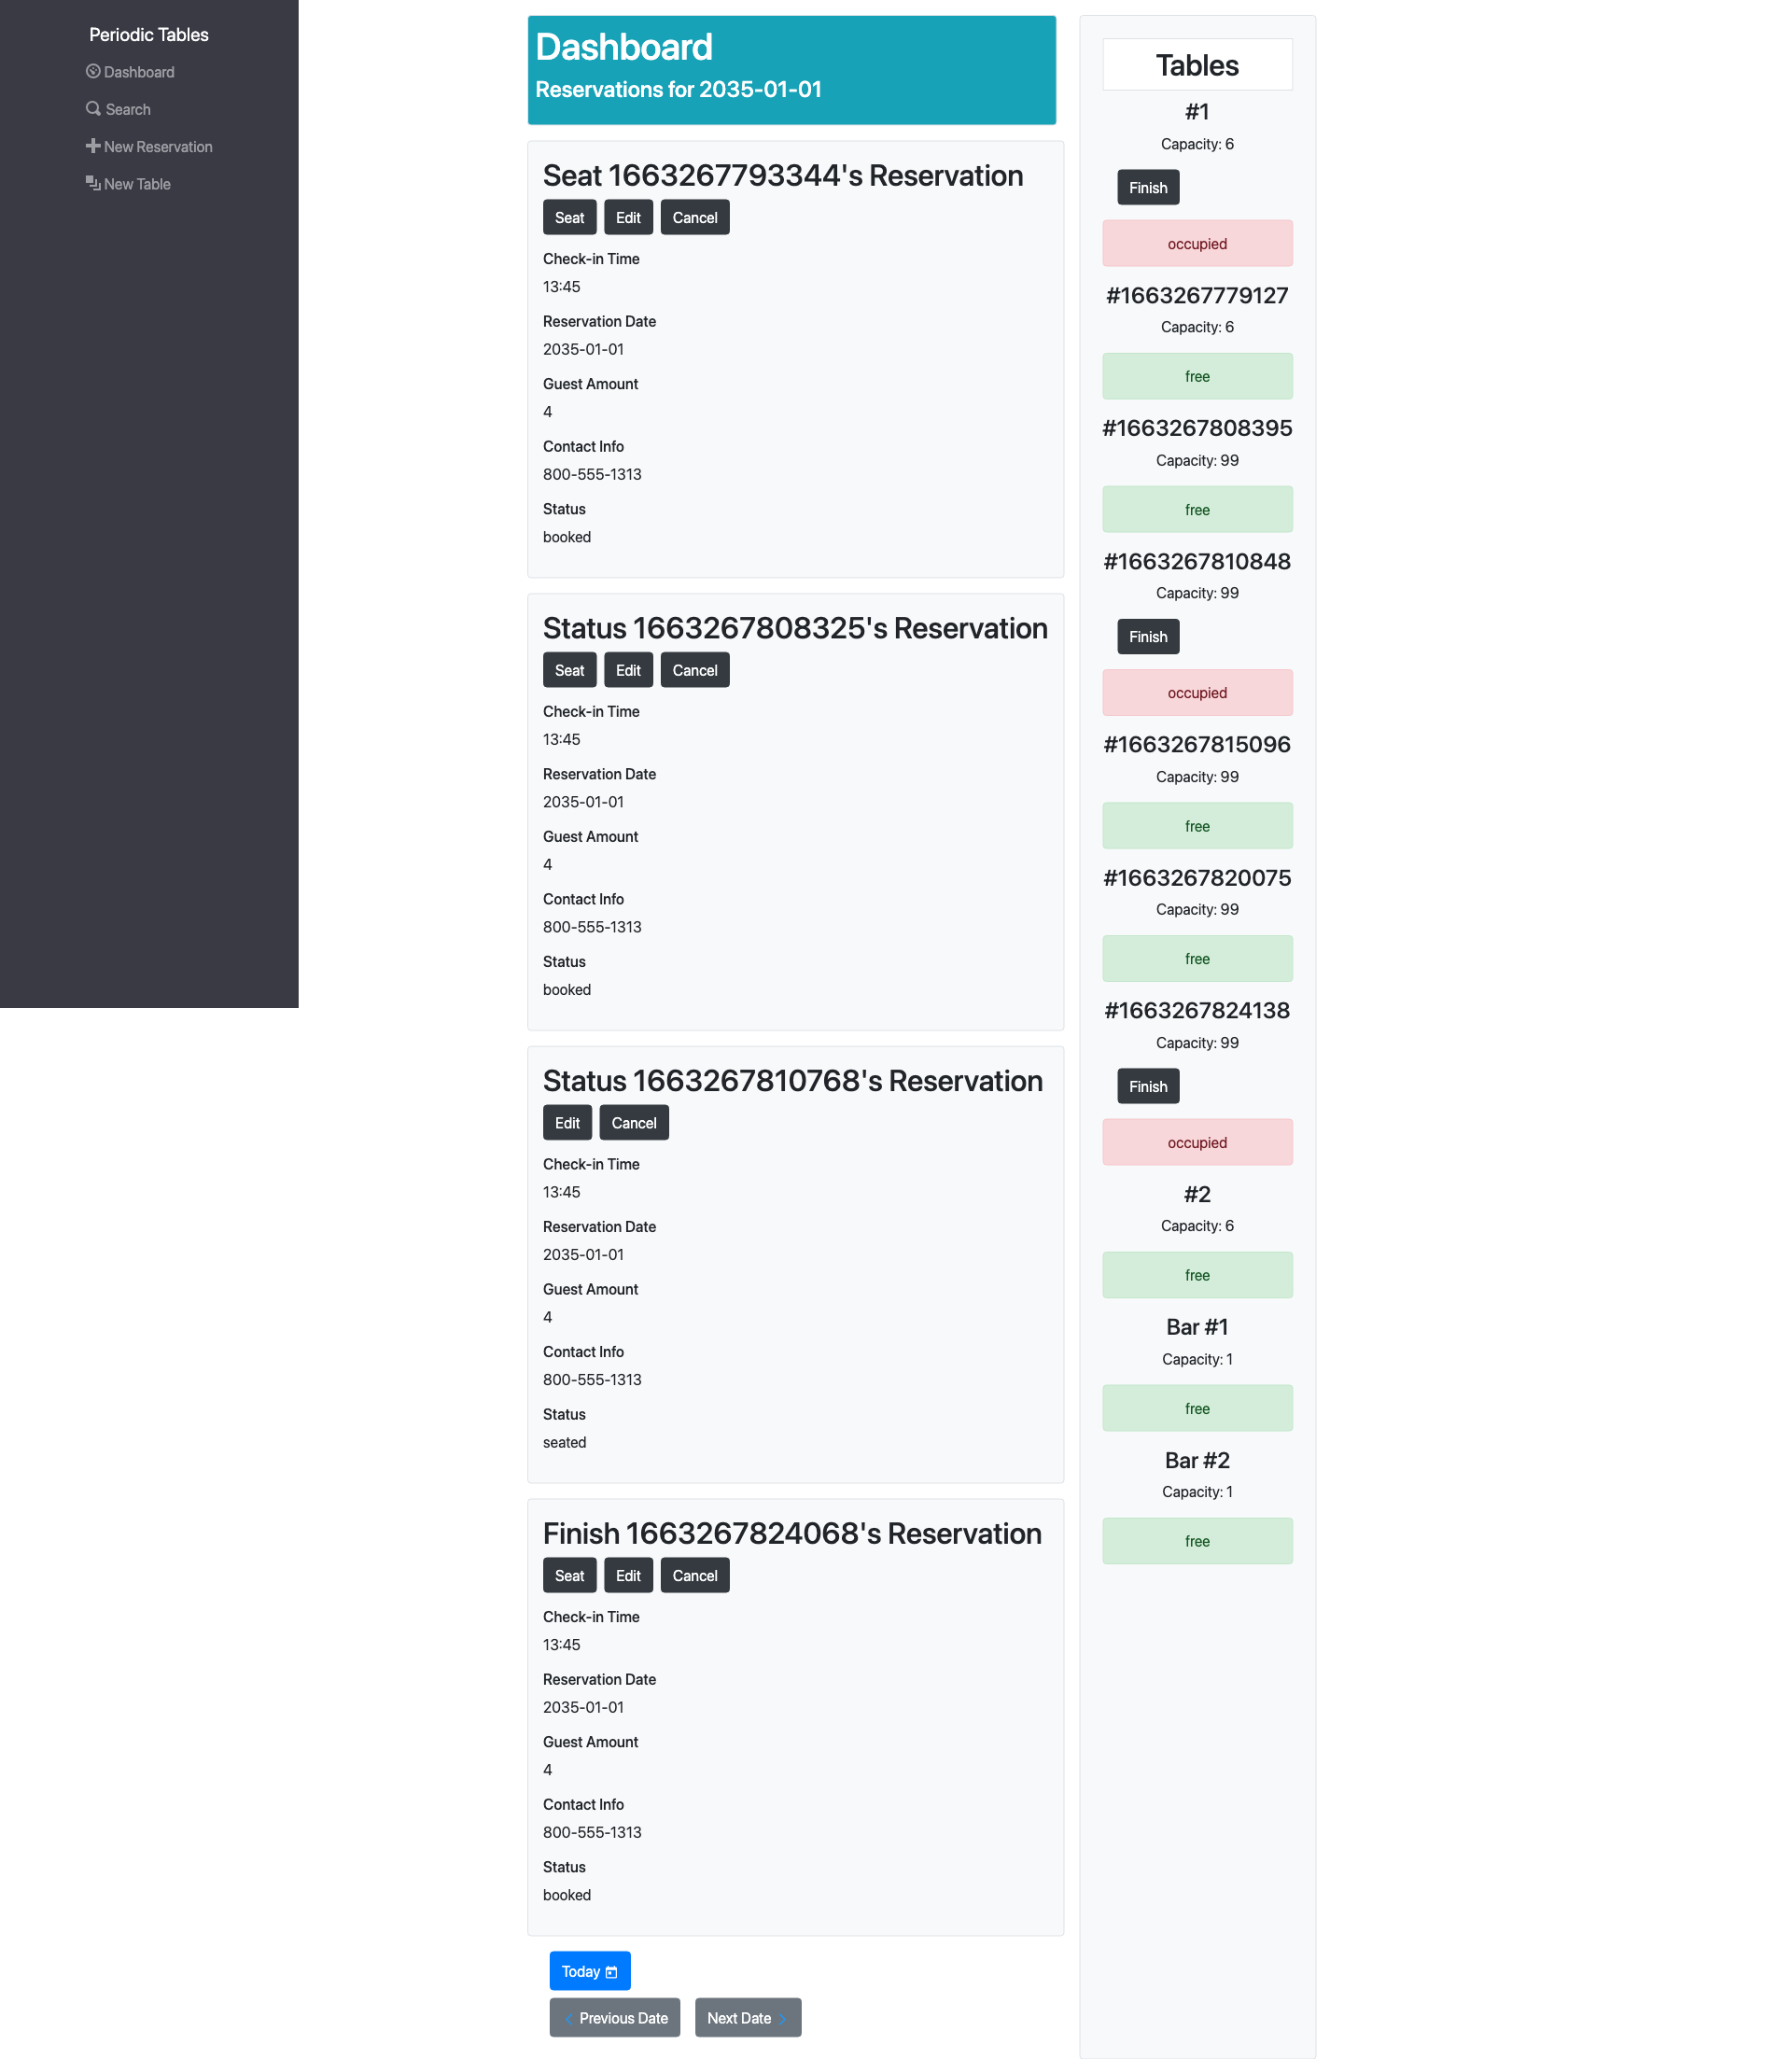 Periodic Tables
Dashboard
Search
New Reservation
New Table
Dashboard
Reservations for 2035-01-01
Seat 1663267793344's Reservation
Seat Edit Cancel
Check-in Time
13:45
Reservation Date
2035-01-01
Guest Amount
4
Contact Info
800-555-1313
Status
booked
Status 1663267808325's Reservation
Seat Edit Cancel
Check-in Time
13:45
Reservation Date
2035-01-01
Guest Amount
4
Contact Info
800-555-1313
Status
booked
Status 1663267810768's Reservation
Edit Cancel
Check-in Time
13:45
Reservation Date
2035-01-01
Guest Amount
4
Contact Info
800-555-1313
Status
seated
Finish 1663267824068's Reservation
Seat Edit Cancel
Check-in Time
13:45
Reservation Date
2035-01-01
Guest Amount
4
Contact Info
800-555-1313
Status
booked
Today
Previous Date Next Date
Tables
#1
Capacity: 6
Finish
occupied
#1663267779127
Capacity: 6
free
#1663267808395
Capacity: 99
free
#1663267810848
Capacity: 99
Finish
occupied
#1663267815096
Capacity: 99
free
#1663267820075
Capacity: 99
free
#1663267824138
Capacity: 99
Finish
occupied
#2
Capacity: 6
free
Bar #1
Capacity: 1
free
Bar #2
Capacity: 1
free